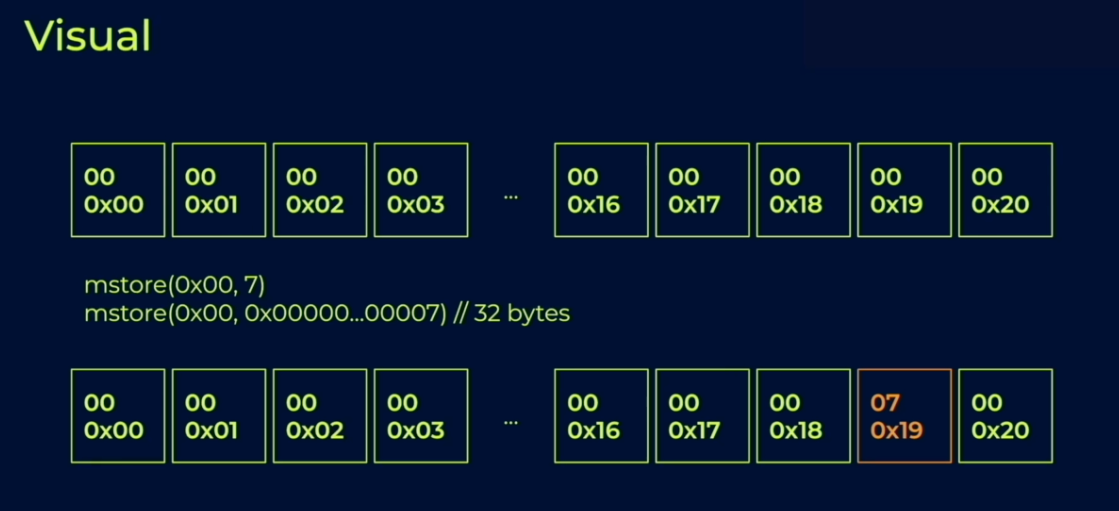 Visual
00 00 00 00 00 00 00 00 00
0x00 0x01 0x02 0x03 ... 0x16 0x17 0x18 0x19 0x20
mstore(0x00, 7)
mstore(0x00, 0x00000...00007) // 32 bytes
00 00 00 00 00 00 00 07 00
0x00 0x01 0x02 0x03 ... 0x16 0x17 0x18 0x19 0x20